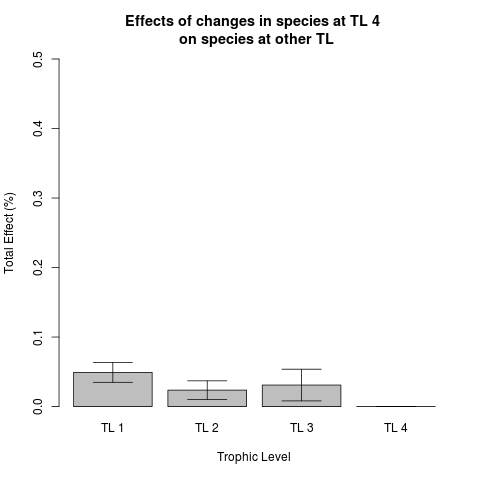 Effects of changes in species at TL 4
on species at other TL
Total Effect (%)
0.5
0.4
0.3
0.2
0.1
0.0
TL 1 TL 2 TL 3 TL 4
Trophic Level